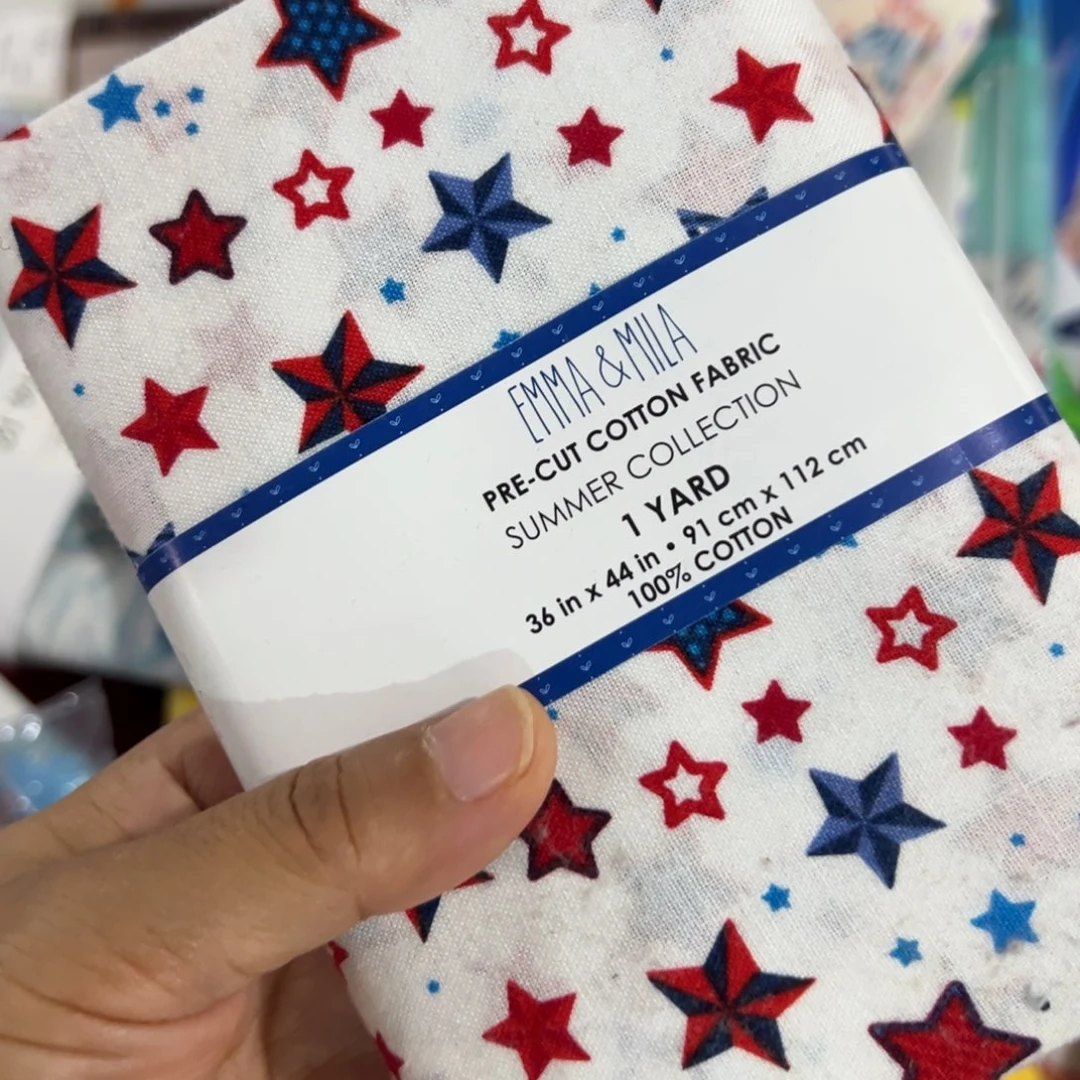 EMMA & MILA
PRE-CUT COTTON FABRIC
SUMMER COLLECTION
1 YARD
36 in x 44 in • 91 cm x 112 cm
100% COTTON